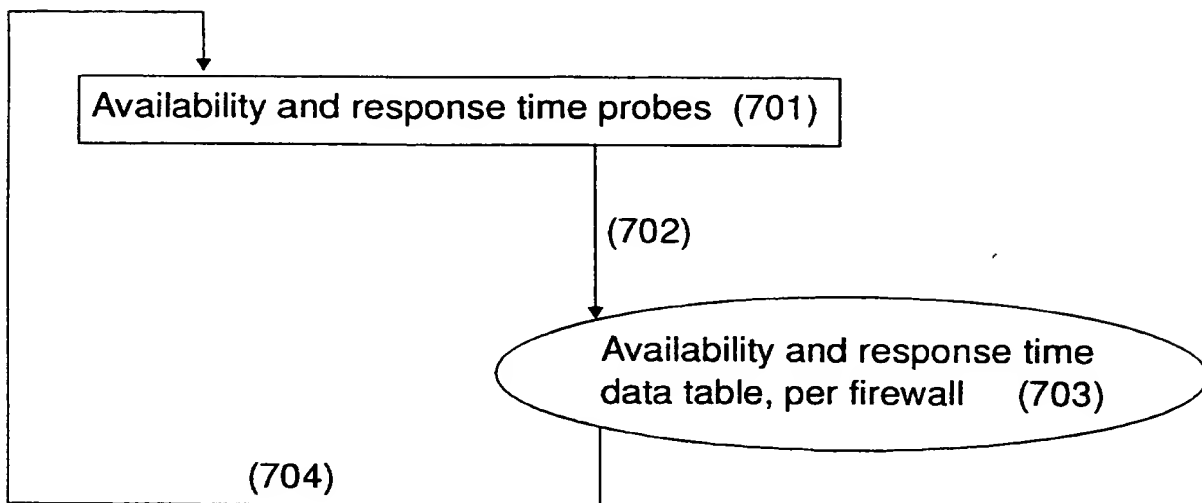 Availability and response time probes (701)
(702)
Availability and response time
data table, per firewall (703)
(704)